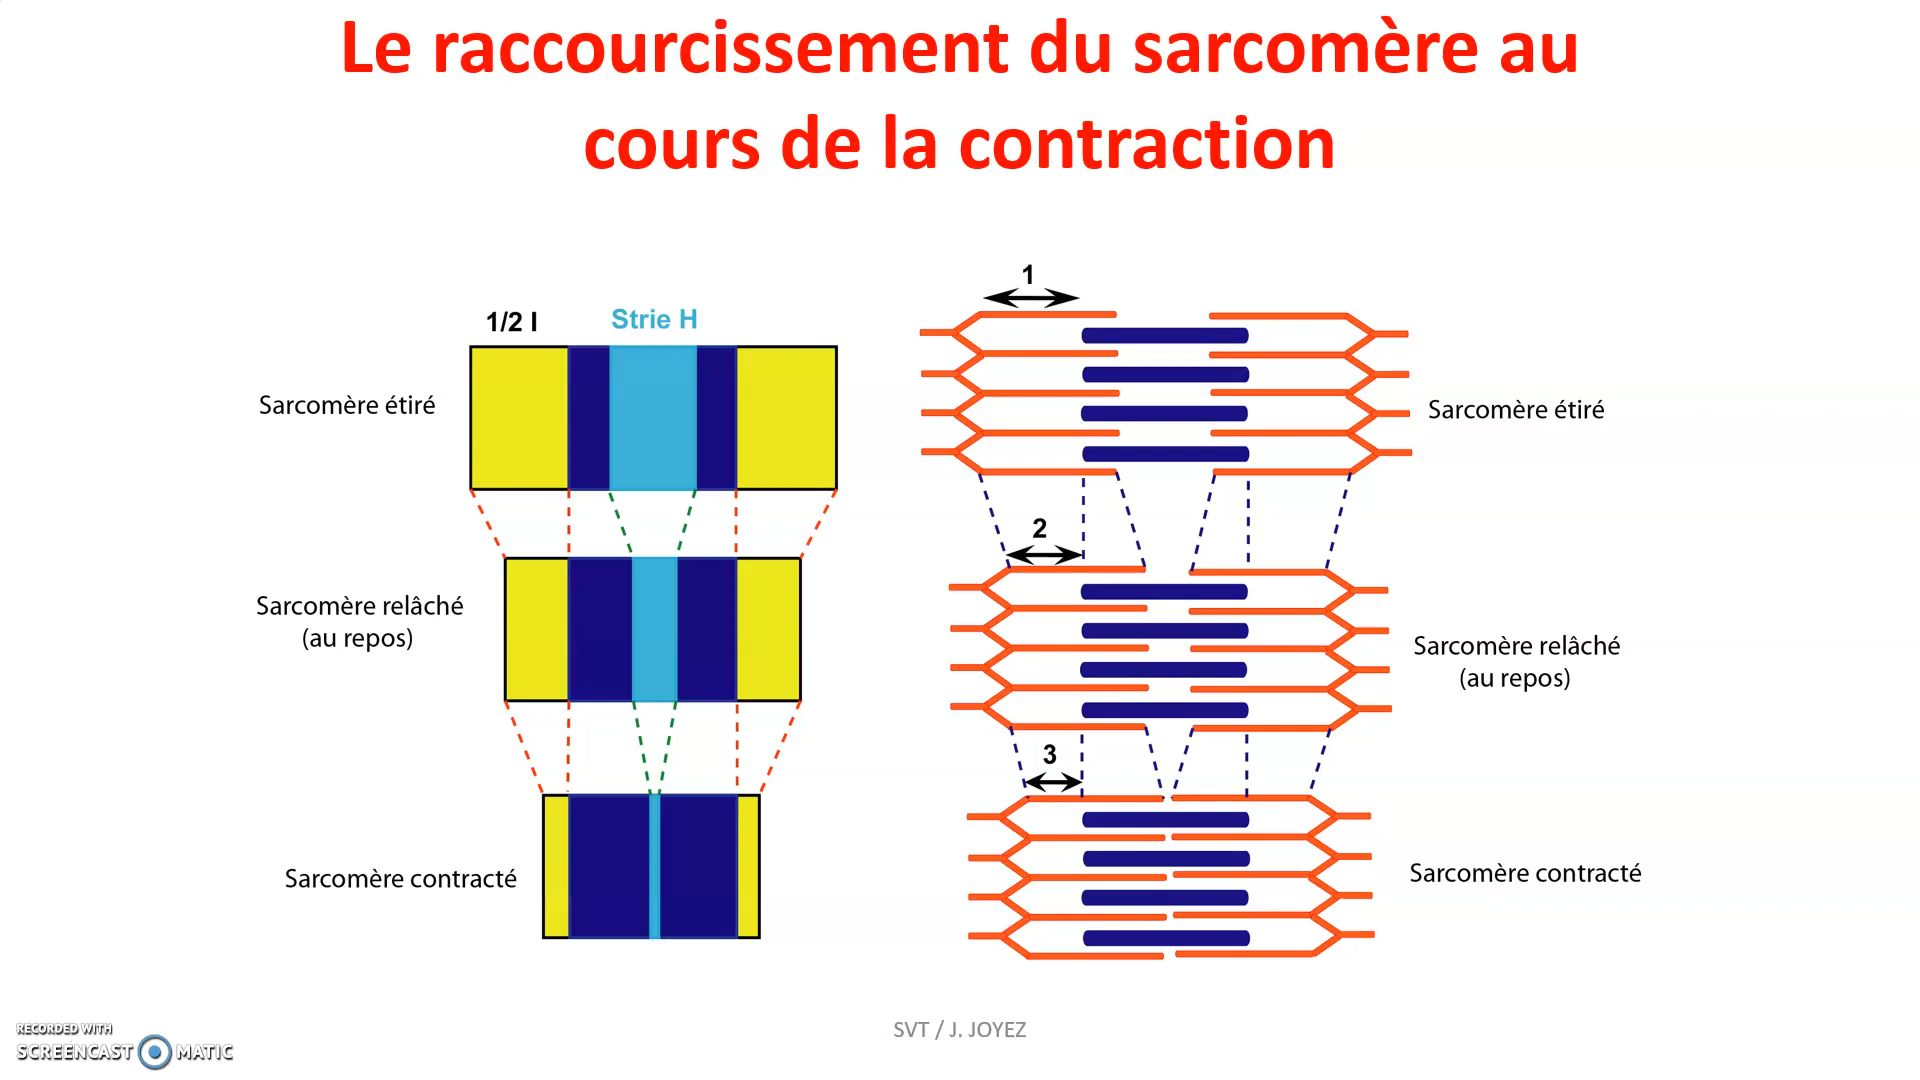 Le raccourcissement du sarcomère au
cours de la contraction
1/2 I
Strie H
Sarcomère étiré
Sarcomère relâché
(au repos)
Sarcomère contracté
1
Sarcomère étiré
2
Sarcomère relâché
(au repos)
3
Sarcomère contracté
SVT / J. JOYEZ
RECORDED WITH
SCREENCAST MATIC